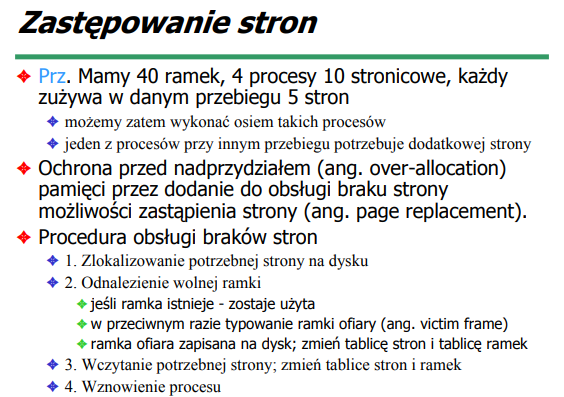 Zastępowanie stron
Prz. Mamy 40 ramek, 4 procesy 10 stronicowe, każdy
zużywa w danym przebiegu 5 stron
możemy zatem wykonać osiem takich procesów
jeden z procesów przy innym przebiegu potrzebuje dodatkowej strony
Ochrona przed nadprzydziałem (ang. over-allocation)
pamięci przez dodanie do obsługi braku strony
możliwości zastąpienia strony (ang. page replacement).
Procedura obsługi braków stron
1. Zlokalizowanie potrzebnej strony na dysku
2. Odnalezienie wolnej ramki
jeśli ramka istnieje - zostaje użyta
w przeciwnym razie typowanie ramki ofiary (ang. victim frame)
ramka ofiara zapisana na dysk; zmień tablicę stron i tablicę ramek
3. Wczytanie potrzebnej strony; zmień tablice stron i ramek
4. Wznowienie procesu